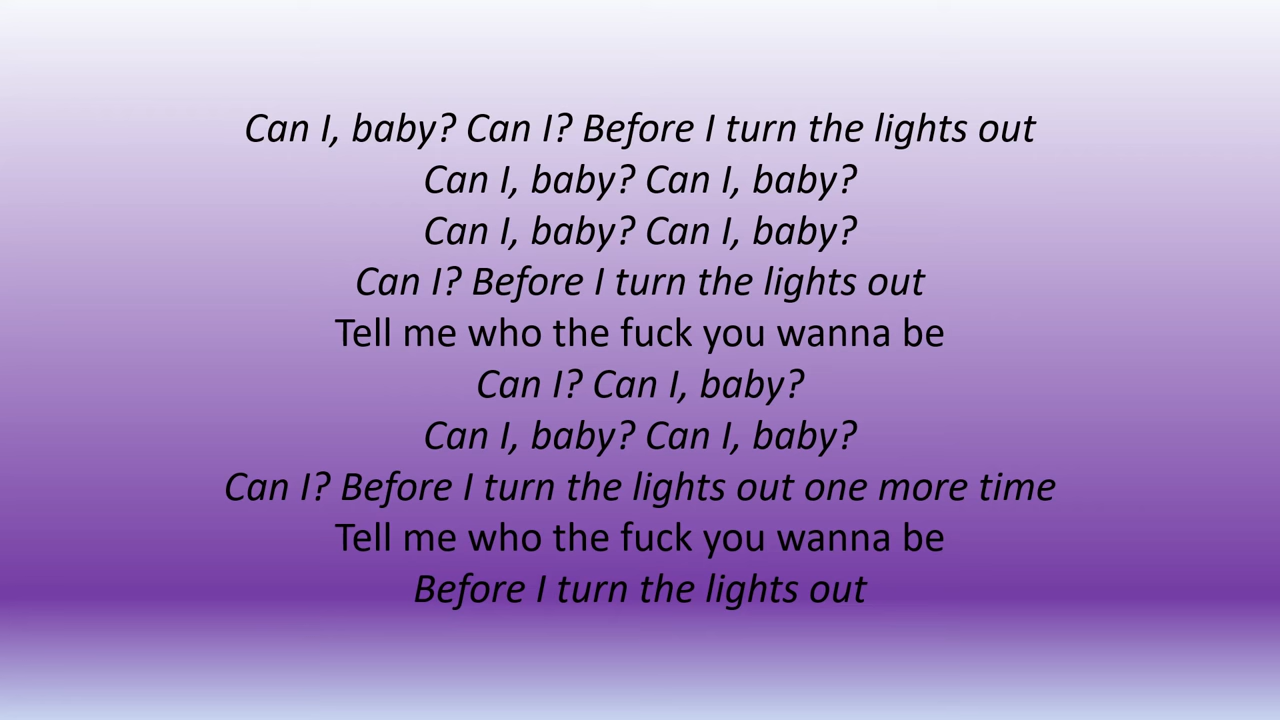 Can I, baby? Can I? Before I turn the lights out
Can I, baby? Can I, baby?
Can I, baby? Can I, baby?
Can I? Before I turn the lights out
Tell me who the fuck you wanna be
Can I? Can I, baby?
Can I, baby? Can I, baby?
Can I? Before I turn the lights out one more time
Tell me who the fuck you wanna be
Before I turn the lights out